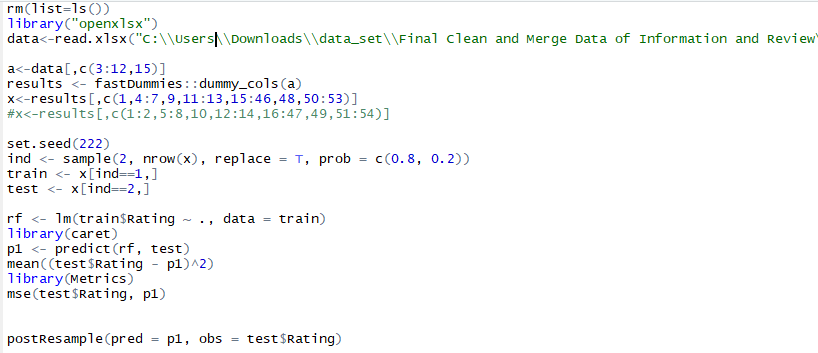 rm(list=ls())
library("openxlsx")
data<-read.xlsx("C:\\Users\\Downloads\\data_set\\Final Clean and Merge Data of Information and Review\
a<-data[,c(3:12,15)]
results <- fastDummies::dummy_cols(a)
x<-results[,c(1,4:7,9,11:13,15:46,48,50:53)]
#x<-results[,c(1:2,5:8,10,12:14,16:47,49,51:54)]
set.seed(222)
ind <- sample(2, nrow(x), replace = T, prob = c(0.8, 0.2))
train <- x[ind==1,]
test <- x[ind==2,]
rf <- lm(train$Rating ~ ., data = train)
library(caret)
p1 <- predict(rf, test)
mean((test$Rating - p1)^2)
library(Metrics)
mse(test$Rating, p1)
postResample(pred = p1, obs = test$Rating)